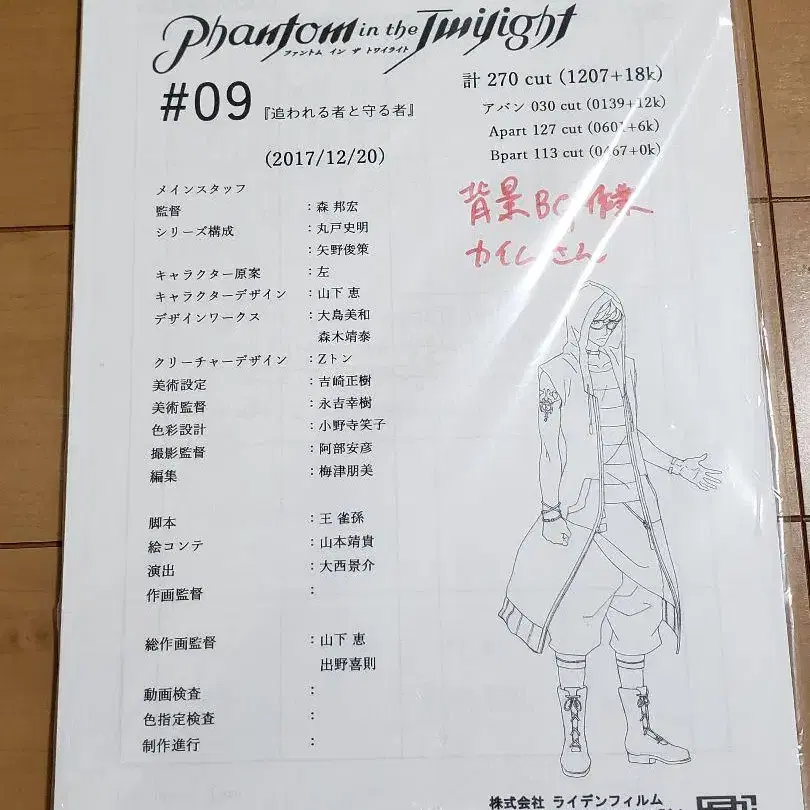 Phantom in the Twilight
ファントム イン ザ トワイライト
#09『追われる者と守る者』
(2017/12/20)
計 270 cut (1207+18k)
アバン 030 cut (0139+12k)
Apart 127 cut (0601+6k)
Bpart 113 cut (0467+0k)
背景BG作業
カイムさん
メインスタッフ
監督 : 森 邦宏
シリーズ構成 : 丸戸史明
: 矢野俊策
キャラクター原案 : 左
キャラクターデザイン : 山下 恵
デザインワークス : 大島美和
森木靖泰
クリーチャーデザイン : Zトン
美術設定 : 吉崎正樹
美術監督 : 永吉幸樹
色彩設計 : 小野寺笑子
撮影監督 : 阿部安彦
編集 : 梅津朋美
脚本 : 王 雀孫
絵コンテ : 山本靖貴
演出 : 大西景介
作画監督 :
総作画監督 : 山下 恵
出野喜則
動画検査 :
色指定検査 :
制作進行 :
株式会社 ライデンフィルム